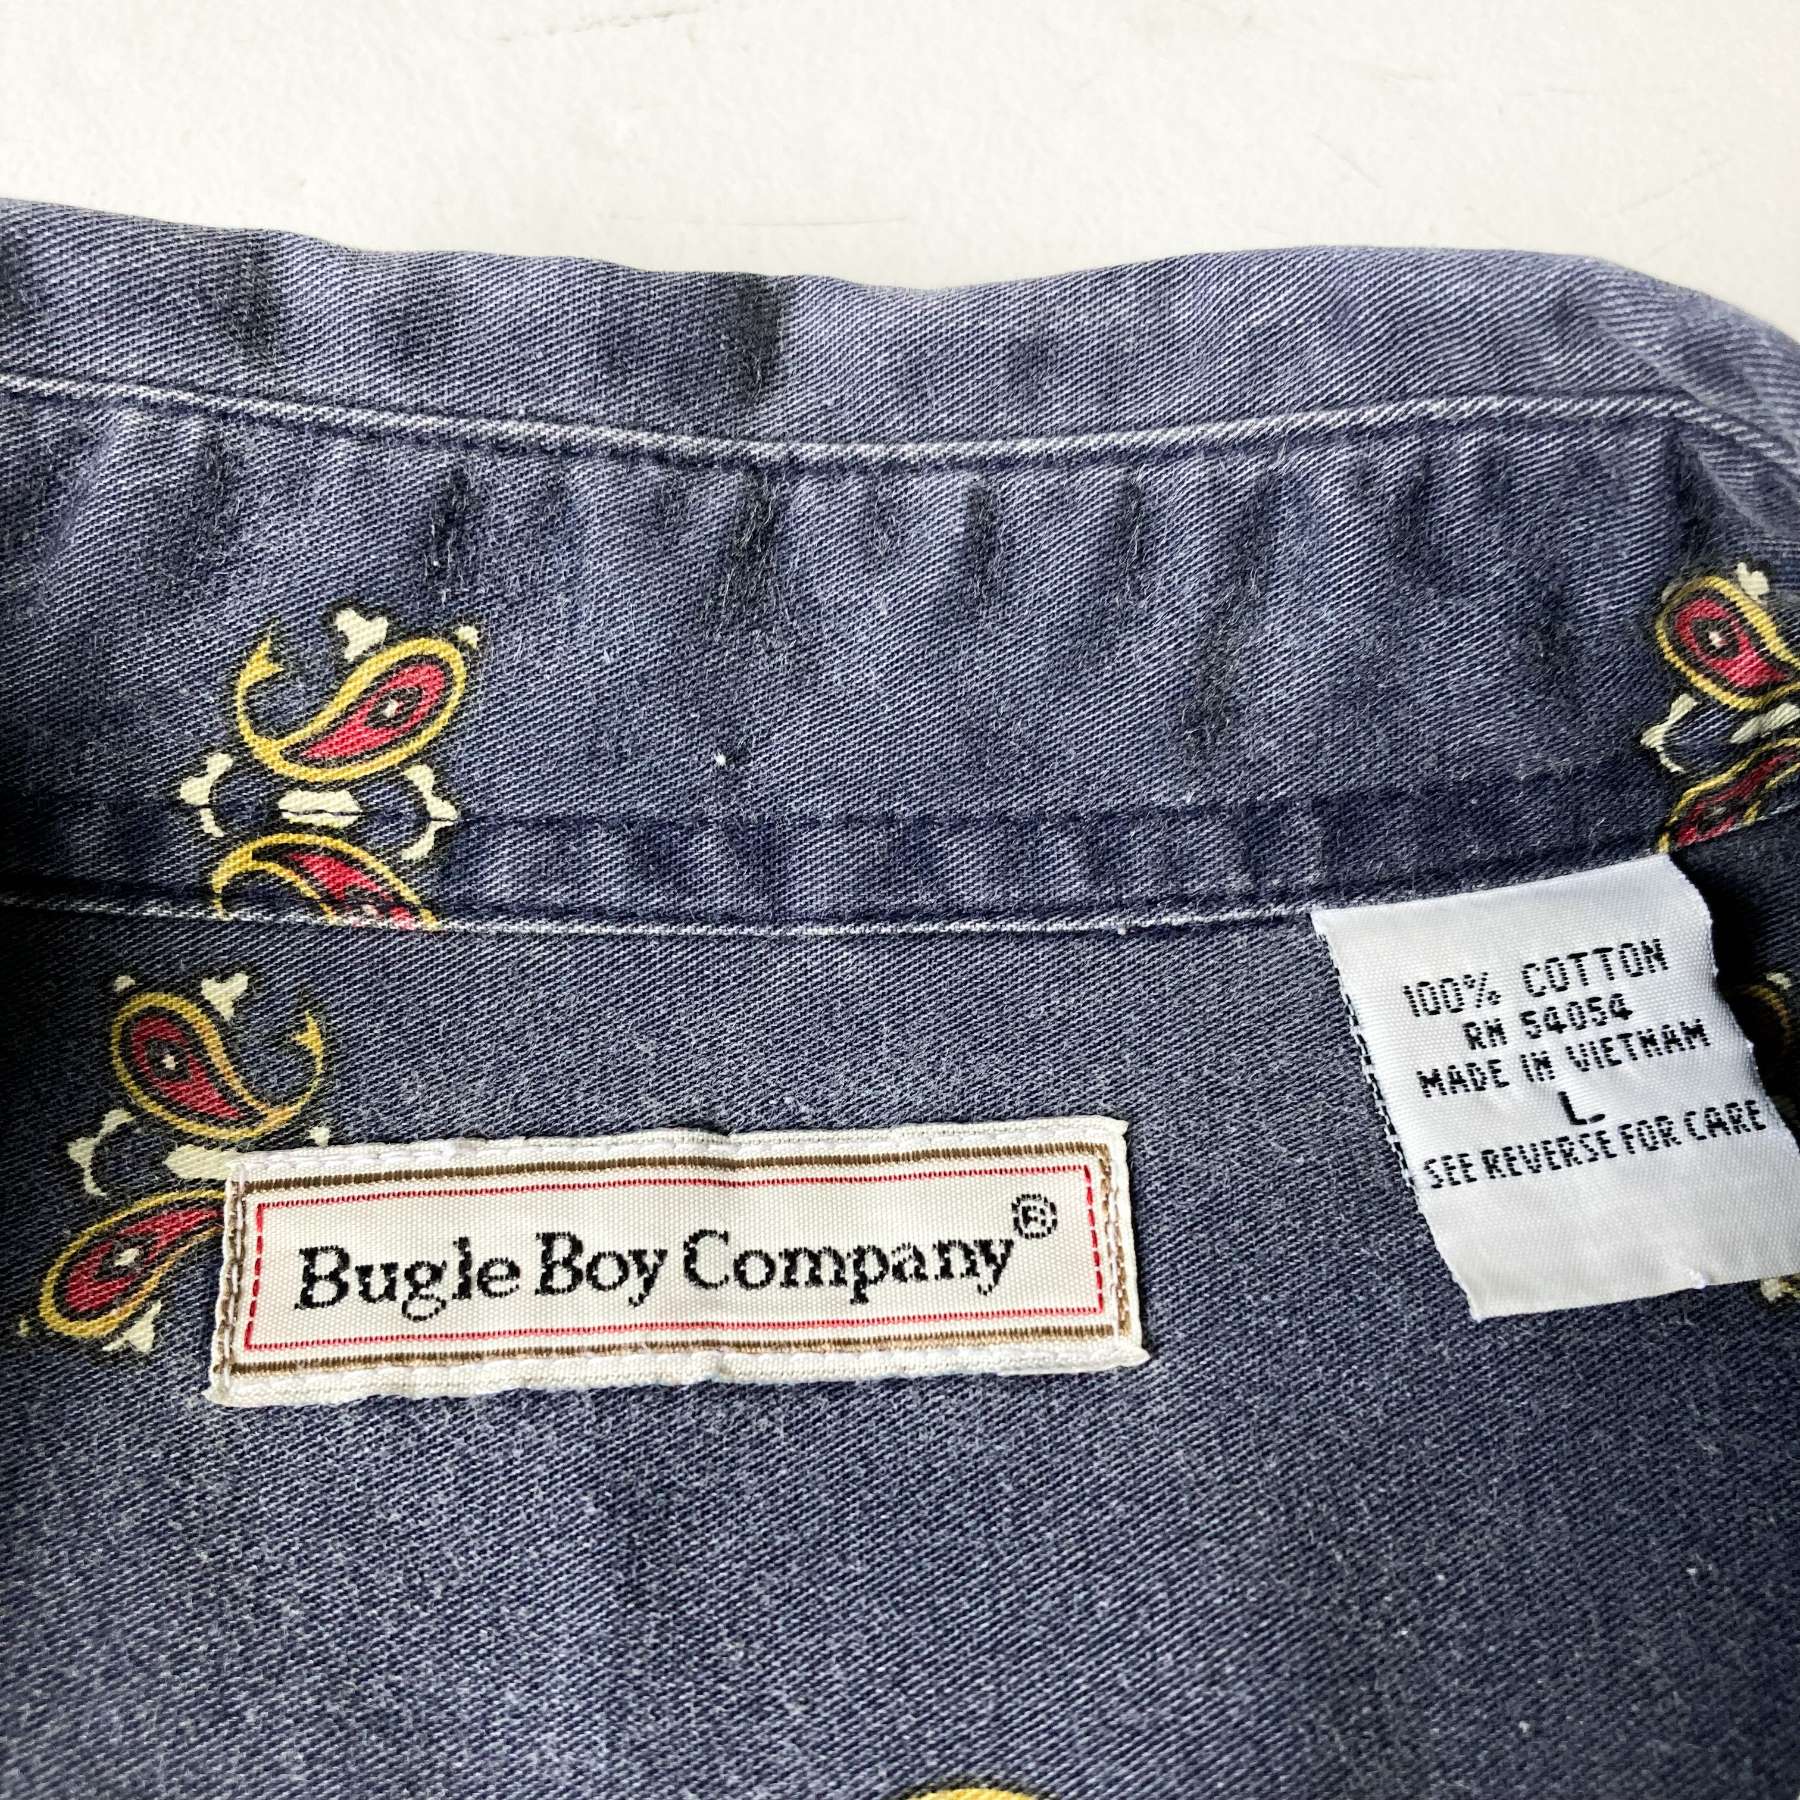 100% COTTON
RN 54054
MADE IN VIETNAM
L
SEE REVERSE FOR CARE
Bugle Boy Company®